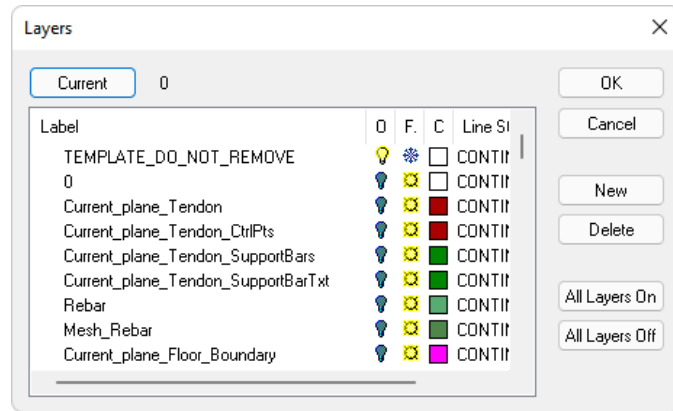 Layers
Current 0 OK
Label O F. C Line St Cancel
TEMPLATE_DO_NOT_REMOVE CONTIN
0 CONTIN
New
Current_plane_Tendon CONTIN
Current_plane_Tendon_CtrlPts CONTIN
Delete
Current_plane_Tendon_SupportBars CONTIN
Current_plane_Tendon_SupportBarTxt CONTIN
All Layers On
Rebar CONTIN
Mesh_Rebar CONTIN
All Layers Off
Current_plane_Floor_Boundary CONTIN